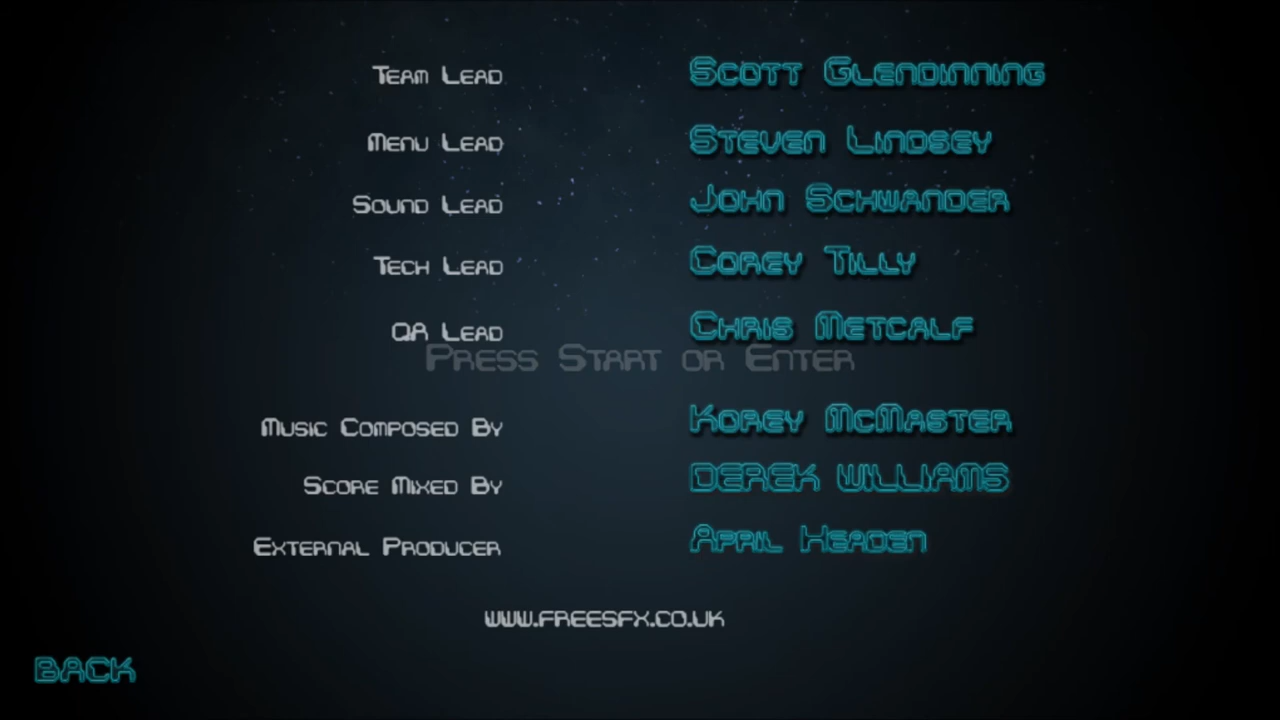 Team Lead Scott Glendinning
Menu Lead Steven Lindsey
Sound Lead John Schwander
Tech Lead Corey Tilly
QA Lead Chris Metcalf
Press Start or Enter
Music Composed By Korey McMaster
Score Mixed By DEREK WILLIAMS
External Producer April Headen
www.freesfx.co.uk
BACK